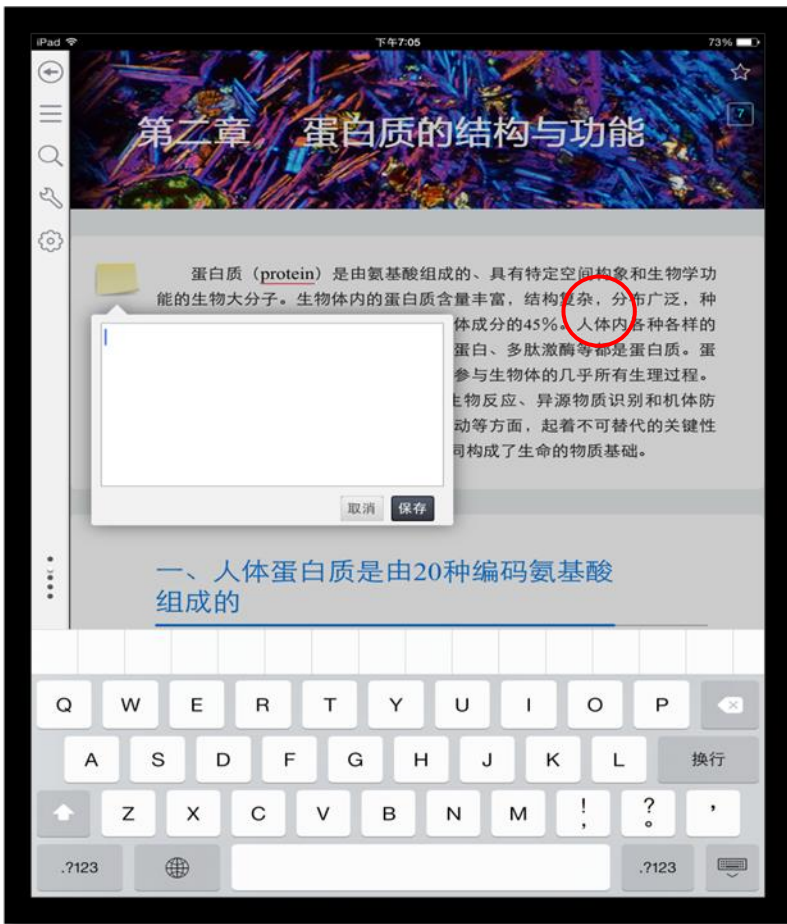 iPad 下午7:05 73%
第二章 蛋白质的结构与功能
7
蛋白质（protein）是由氨基酸组成的、具有特定空间构象和生物学功
能的生物大分子。生物体内的蛋白质含量丰富，结构复杂，分布广泛，种
体成分的45%。人体内各种各样的
蛋白、多肽激酶等都是蛋白质。蛋
参与生物体的几乎所有生理过程。
生物反应、异源物质识别和机体防
动等方面，起着不可替代的关键性
同构成了生命的物质基础。
取消 保存
一、人体蛋白质是由20种编码氨基酸
组成的
Q W E R T Y U I O P
A S D F G H J K L 换行
Z X C V B N M ! , ? 。 ，
.?123 .?123